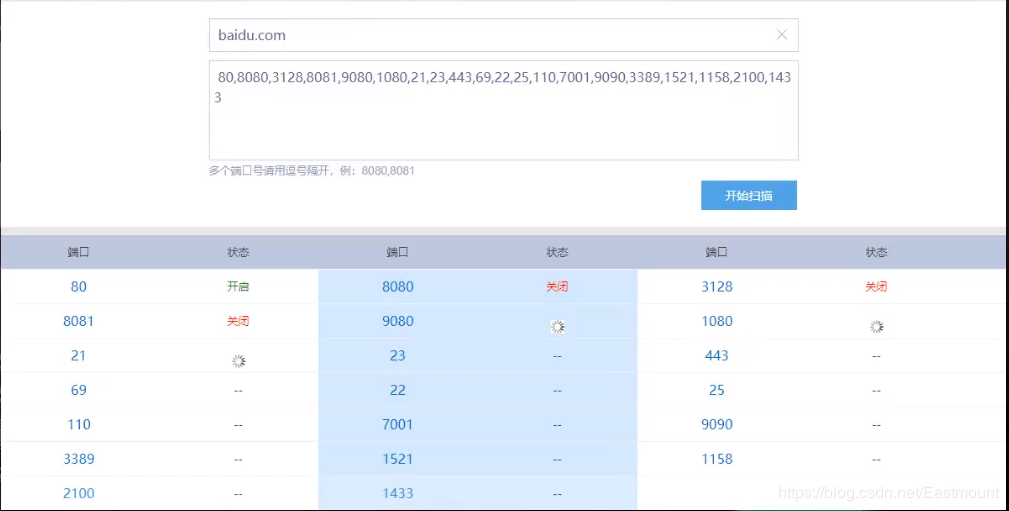 baidu.com
80,8080,3128,8081,9080,1080,21,23,443,69,22,25,110,7001,9090,3389,1521,1158,2100,143
3
多个端口号请用逗号隔开，例：8080,8081
开始扫描
端口 状态 端口 状态 端口 状态
80 开启 8080 关闭 3128 关闭
8081 关闭 9080 1080
21 23 -- 443 --
69 -- 22 -- 25 --
110 -- 7001 -- 9090 --
3389 -- 1521 -- 1158 --
2100 -- 1433 --
https://blog.csdn.net/Eastmount